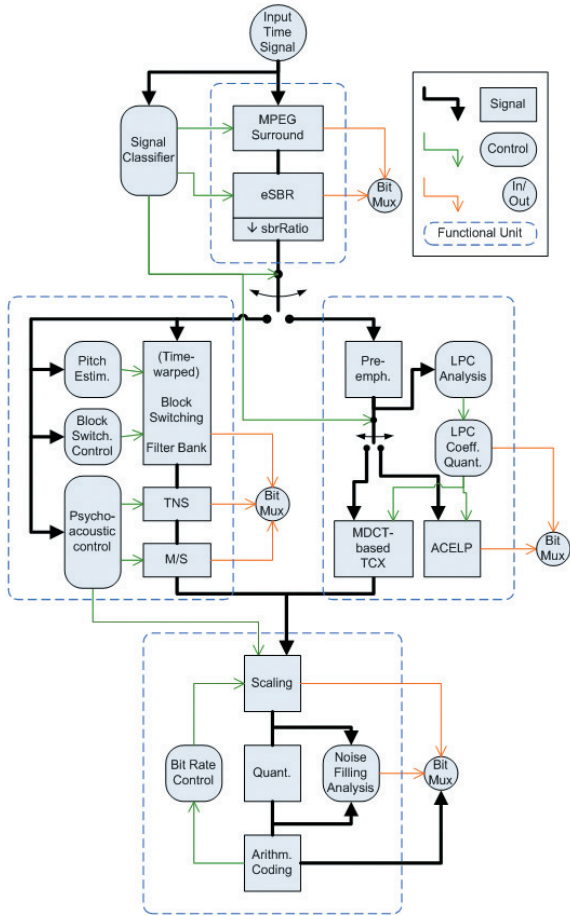 Input
Time
Signal
Signal
Classifier
MPEG
Surround
eSBR
↓ sbrRatio
Bit
Mux
Signal
Control
In/
Out
Functional Unit
Pitch
Estim.
Block
Switch.
Control
Psycho-
acoustic
control
(Time-
warped)
Block
Switching
Filter Bank
TNS
M/S
Bit
Mux
Pre-
emph.
LPC
Analysis
LPC
Coeff.
Quant.
MDCT-
based
TCX
ACELP
Bit
Mux
Scaling
Bit Rate
Control
Quant.
Noise
Filling
Analysis
Bit
Mux
Arithm.
Coding